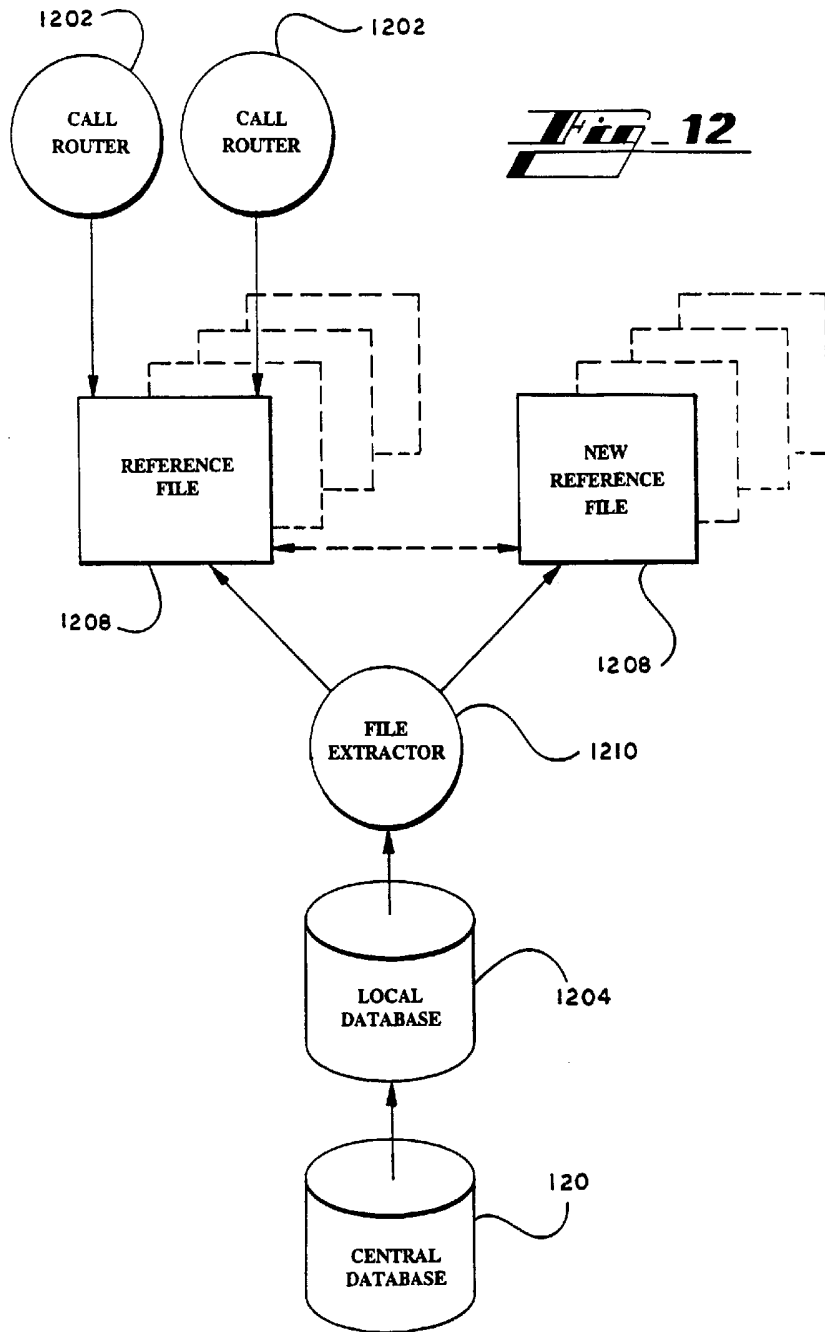 1202
1202
CALL
ROUTER
CALL
ROUTER
Fig_12
REFERENCE
FILE
NEW
REFERENCE
FILE
1208
1208
FILE
EXTRACTOR
1210
LOCAL
DATABASE
1204
CENTRAL
DATABASE
120